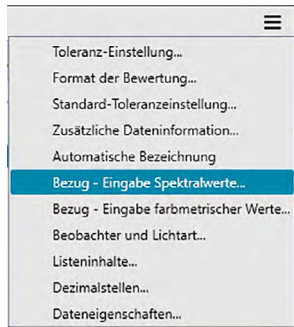 Toleranz-Einstellung...
Format der Bewertung...
Standard-Toleranzeinstellung...
Zusätzliche Dateninformation...
Automatische Bezeichnung
Bezug - Eingabe Spektralwerte...
Bezug - Eingabe farbmetrischer Werte...
Beobachter und Lichtart...
Listeninhalte...
Dezimalstellen...
Dateneigenschaften...